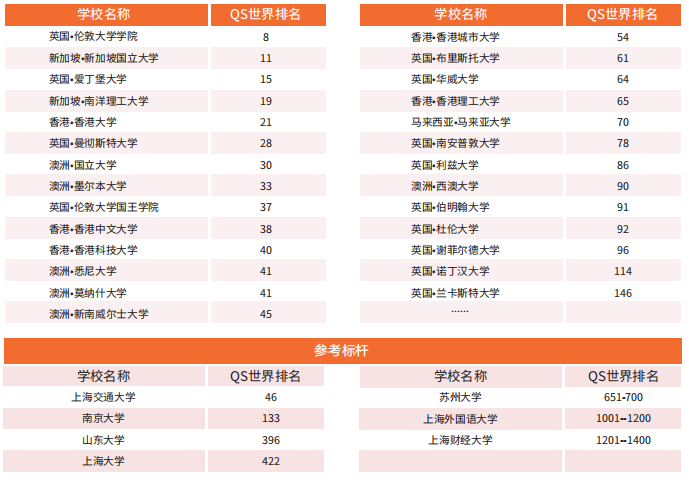 学校名称 QS世界排名
英国•伦敦大学学院 8
新加坡•新加坡国立大学 11
英国•爱丁堡大学 15
新加坡•南洋理工大学 19
香港•香港大学 21
英国•曼彻斯特大学 28
澳洲•国立大学 30
澳洲•墨尔本大学 33
英国•伦敦大学国王学院 37
香港•香港中文大学 38
香港•香港科技大学 40
澳洲•悉尼大学 41
澳洲•莫纳什大学 41
澳洲•新南威尔士大学 45
学校名称 QS世界排名
香港•香港城市大学 54
英国•布里斯托大学 61
英国•华威大学 64
香港•香港理工大学 65
马来西亚•马来亚大学 70
英国•南安普敦大学 78
英国•利兹大学 86
澳洲•西澳大学 90
英国•伯明翰大学 91
英国•杜伦大学 92
英国•谢菲尔德大学 96
英国•诺丁汉大学 114
英国•兰卡斯特大学 146
······
参考标杆
学校名称 QS世界排名
上海交通大学 46
南京大学 133
山东大学 396
上海大学 422
学校名称 QS世界排名
苏州大学 651-700
上海外国语大学 1001--1200
上海财经大学 1201--1400